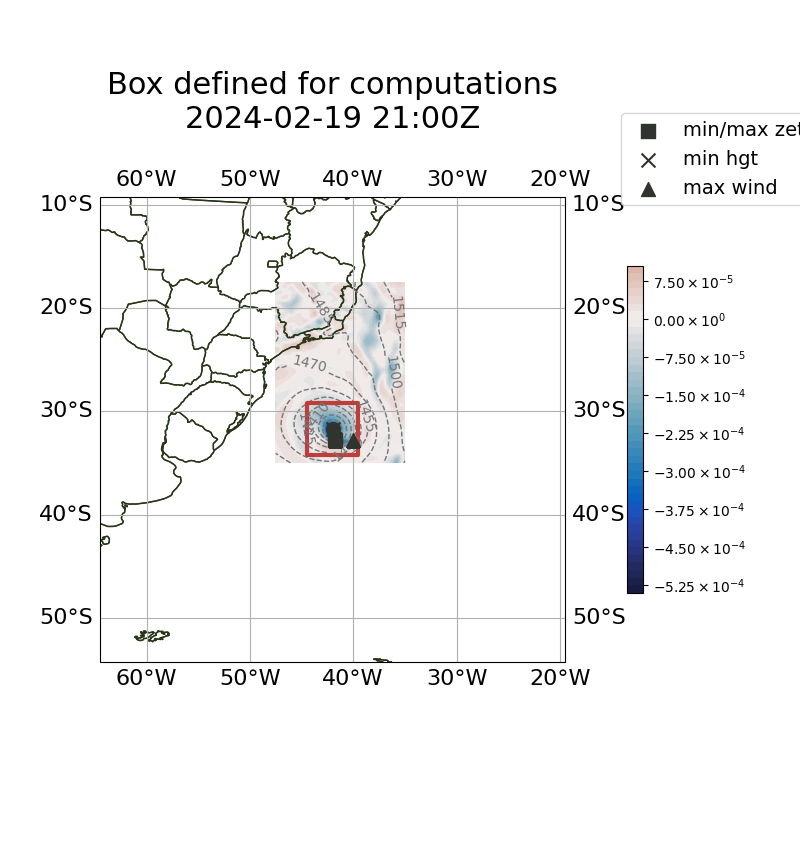 Box defined for computations
2024-02-19 21:00Z
min/max zet
min hgt
max wind
60°W 50°W 40°W 30°W 20°W
10°S 10°S
20°S
30°S
40°S
50°S 50°S
60°W 50°W 40°W 30°W 20°W
1485
1515
1470
1500
1455
7.50 × 10⁻⁵
0.00 × 10⁰
−7.50 × 10⁻⁵
−1.50 × 10⁻⁴
−2.25 × 10⁻⁴
−3.00 × 10⁻⁴
−3.75 × 10⁻⁴
−4.50 × 10⁻⁴
−5.25 × 10⁻⁴